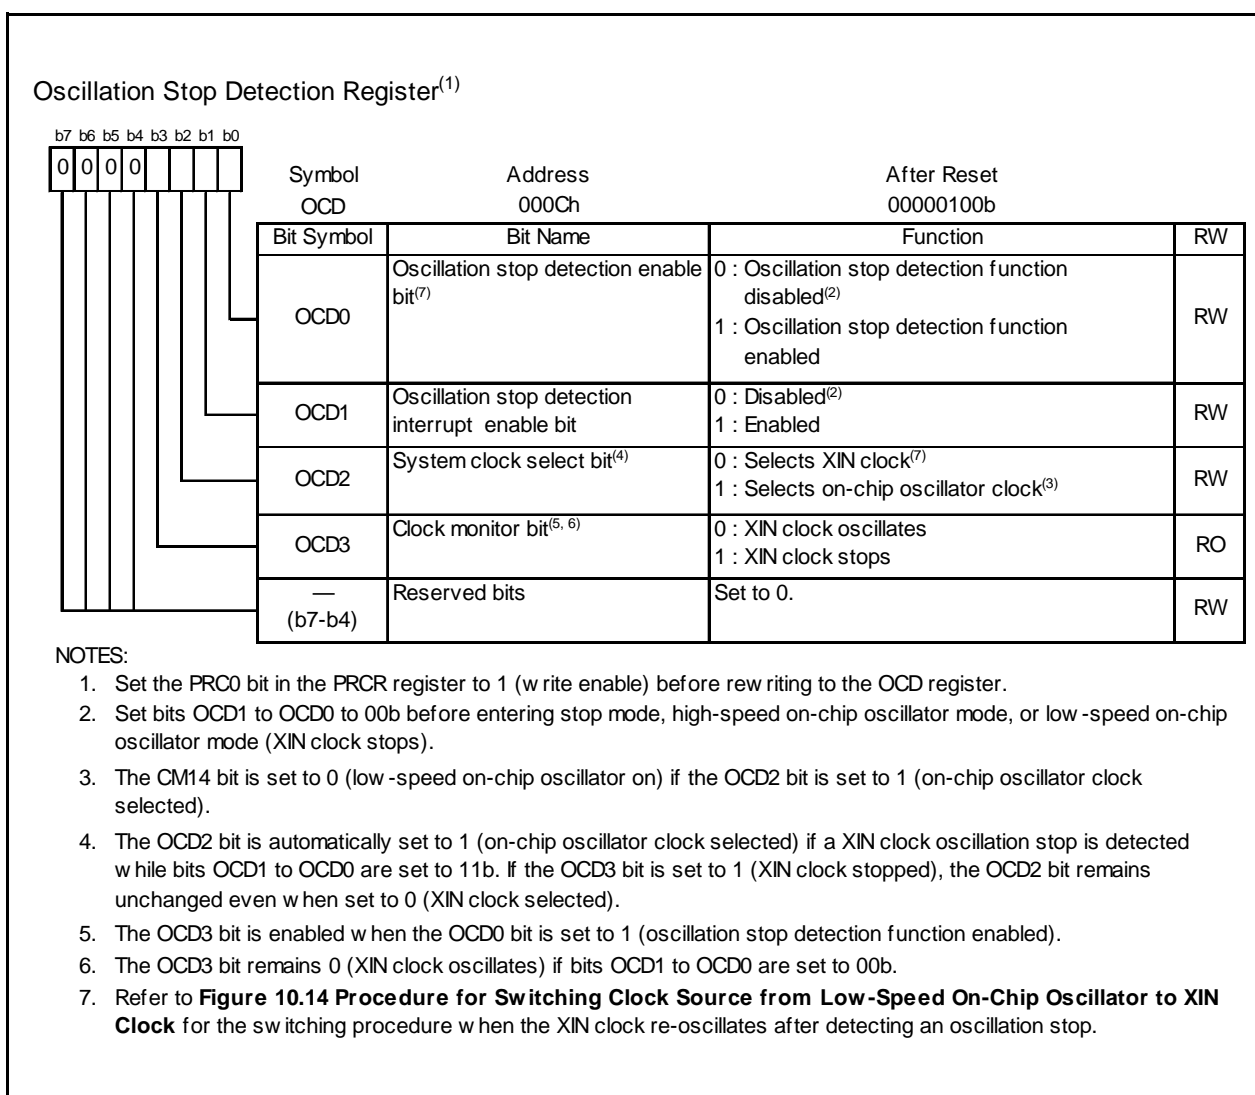 Oscillation Stop Detection Register(1)
b7 b6 b5 b4 b3 b2 b1 b0
0 0 0 0
Symbol Address After Reset
OCD 000Ch 00000100b
Bit Symbol Bit Name Function RW
OCD0 Oscillation stop detection enable bit(7) 0 : Oscillation stop detection function
disabled(2)
1 : Oscillation stop detection function
enabled RW
OCD1 Oscillation stop detection
interrupt enable bit 0 : Disabled(2)
1 : Enabled RW
OCD2 System clock select bit(4) 0 : Selects XIN clock(7)
1 : Selects on-chip oscillator clock(3) RW
OCD3 Clock monitor bit(5, 6) 0 : XIN clock oscillates
1 : XIN clock stops RO
—
(b7-b4) Reserved bits Set to 0. RW
NOTES:
1. Set the PRC0 bit in the PRCR register to 1 (write enable) before rewriting to the OCD register.
2. Set bits OCD1 to OCD0 to 00b before entering stop mode, high-speed on-chip oscillator mode, or low-speed on-chip
oscillator mode (XIN clock stops).
3. The CM14 bit is set to 0 (low-speed on-chip oscillator on) if the OCD2 bit is set to 1 (on-chip oscillator clock
selected).
4. The OCD2 bit is automatically set to 1 (on-chip oscillator clock selected) if a XIN clock oscillation stop is detected
while bits OCD1 to OCD0 are set to 11b. If the OCD3 bit is set to 1 (XIN clock stopped), the OCD2 bit remains
unchanged even when set to 0 (XIN clock selected).
5. The OCD3 bit is enabled when the OCD0 bit is set to 1 (oscillation stop detection function enabled).
6. The OCD3 bit remains 0 (XIN clock oscillates) if bits OCD1 to OCD0 are set to 00b.
7. Refer to Figure 10.14 Procedure for Switching Clock Source from Low-Speed On-Chip Oscillator to XIN
Clock for the switching procedure when the XIN clock re-oscillates after detecting an oscillation stop.